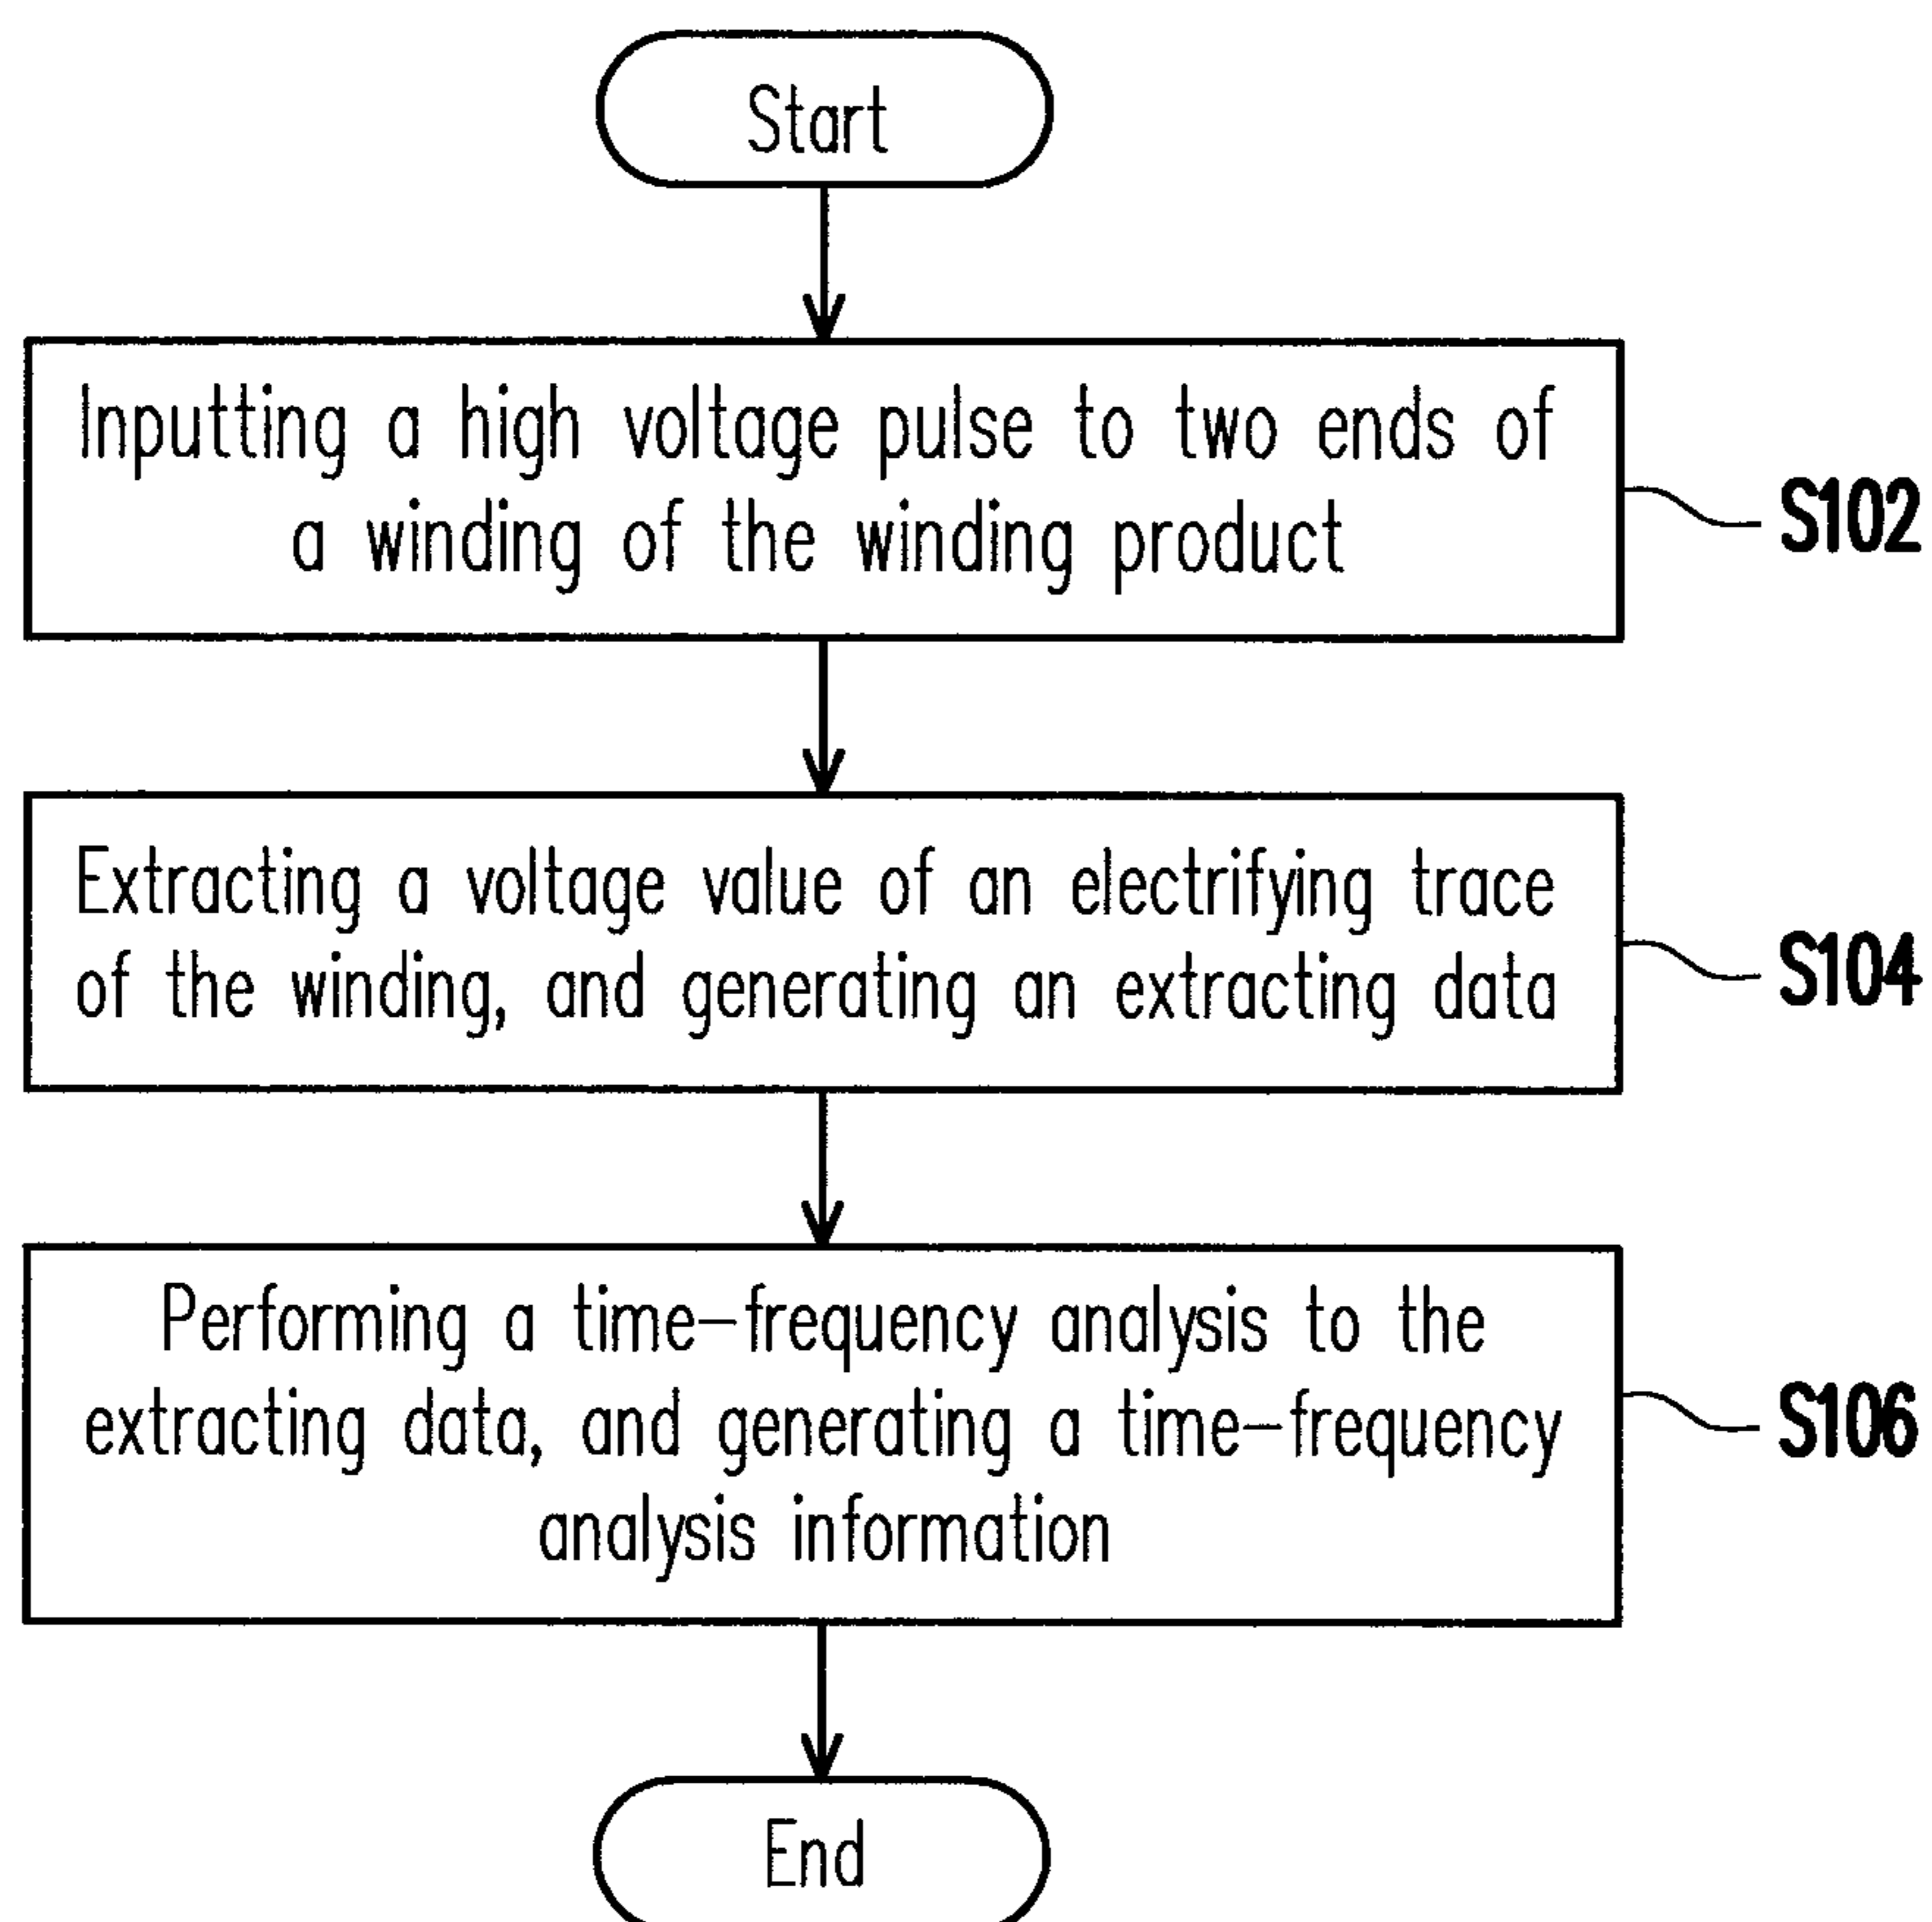 Start
Inputting a high voltage pulse to two ends of
a winding of the winding product
S102
Extracting a voltage value of an electrifying trace
of the winding, and generating an extracting data
S104
Performing a time-frequency analysis to the
extracting data, and generating a time-frequency
analysis information
S106
End